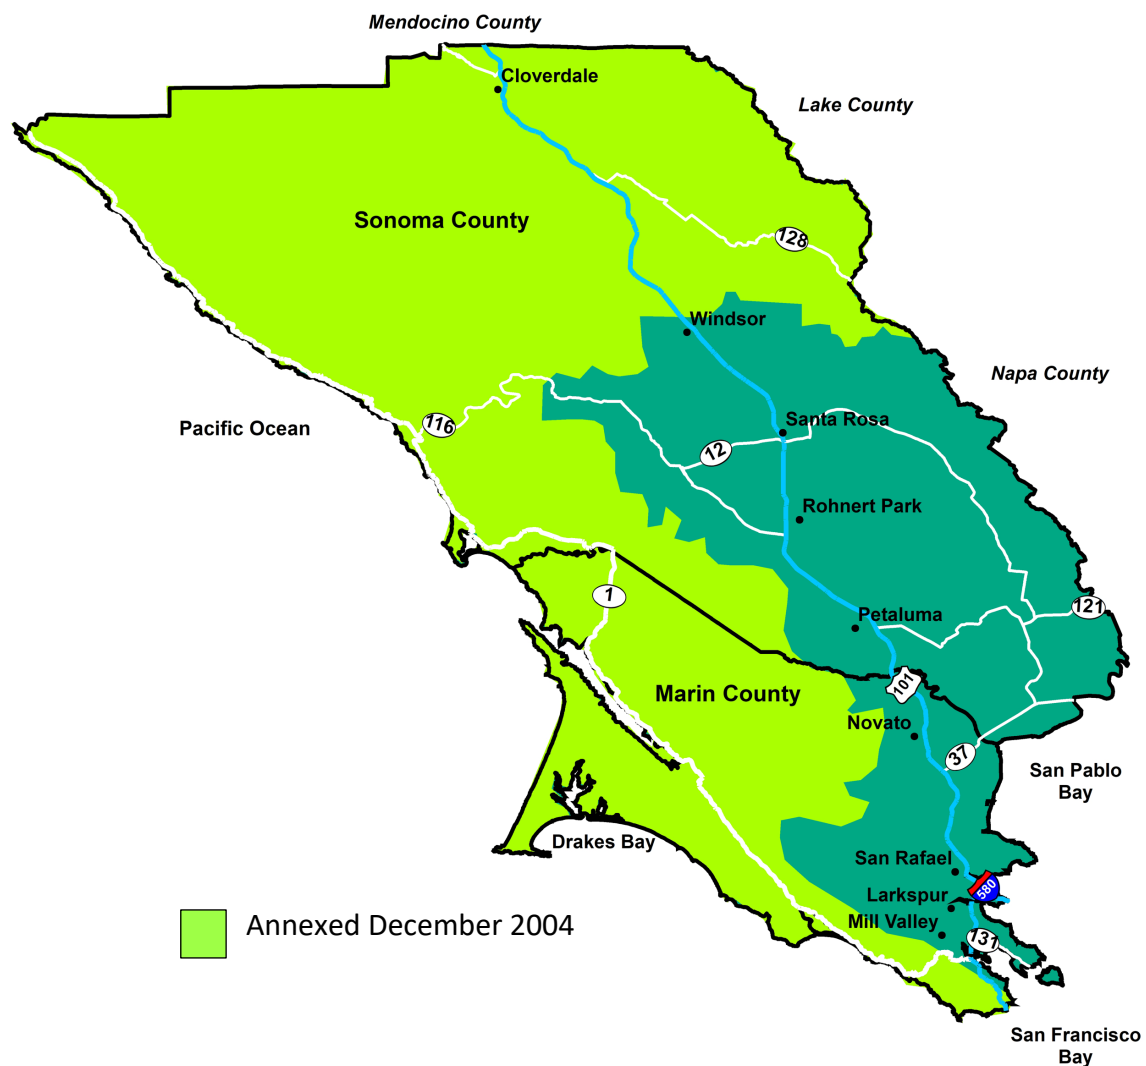 Mendocino County
Cloverdale
Lake County
Sonoma County
128
Windsor
Napa County
116
Pacific Ocean
Santa Rosa
12
Rohnert Park
1
121
Petaluma
101
Marin County
Novato
37
San Pablo
Bay
Drakes Bay
San Rafael
580
Larkspur
Mill Valley
131
Annexed December 2004
San Francisco
Bay